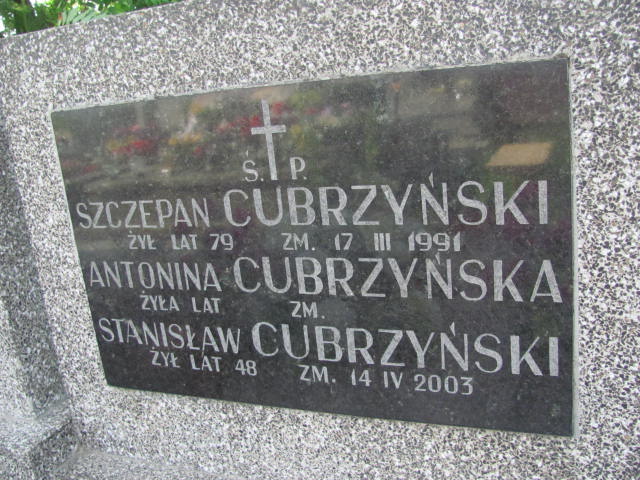 Ś. P.
SZCZEPAN CUBRZYŃSKI
ŻYŁ LAT 79 ZM. 17 III 1991
ANTONINA CUBRZYŃSKA
ŻYŁA LAT ZM.
STANISŁAW CUBRZYŃSKI
ŻYŁ LAT 48 ZM. 14 IV 2003